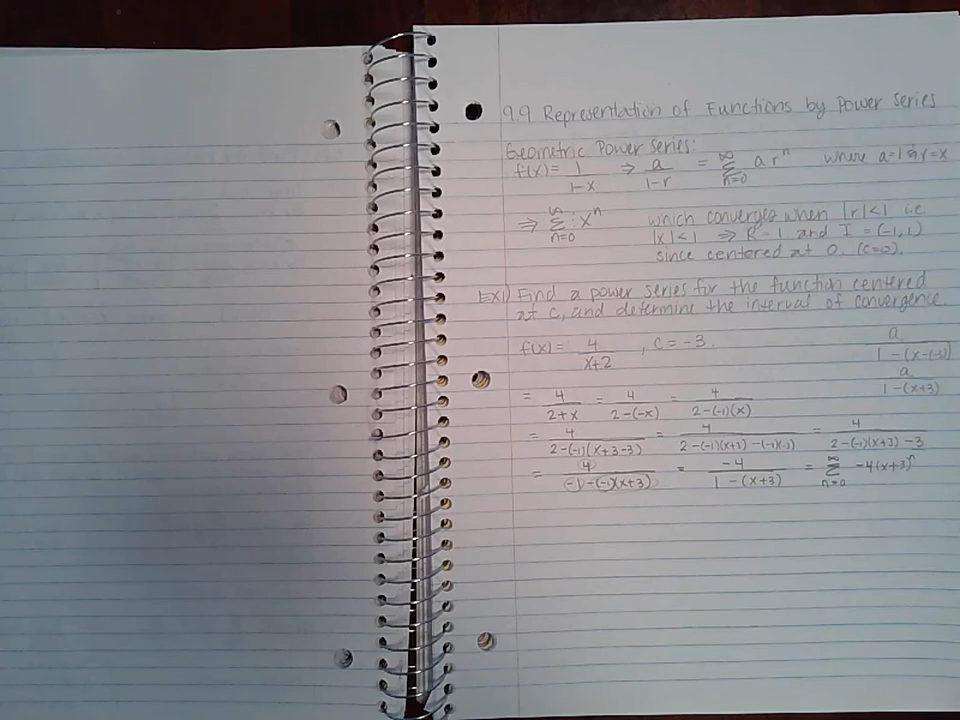 9.9 Representation of Functions by Power Series
Geometric Power Series:
f(x) = 1/(1-x) ⇒ a/(1-r) = ∞Σn=0 ar^n where a=1 & r=x
⇒ ∞Σn=0 x^n which converges when |r|<1 i.e
|x|<1 ⇒ R=1 and I = (-1,1)
since centered at 0. (c=0).
EX1) Find a power series for the function centered
at c, and determine the interval of convergence
f(x) = 4/(x+2), c = -3.
a/(1-(x-(-3)))
a/(1-(x+3))
= 4/(2+x) = 4/(2-(-x)) = 4/(2-(-1)(x))
= 4/(2-(-1)(x+3-3)) = 4/(2-(-1)(x+3)-(-1)(-3)) = 4/(2-(-1)(x+3)-3)
= 4/((-1)-(-1)(x+3)) = -4/(1-(x+3)) = ∞Σn=0 -4(x+3)^n